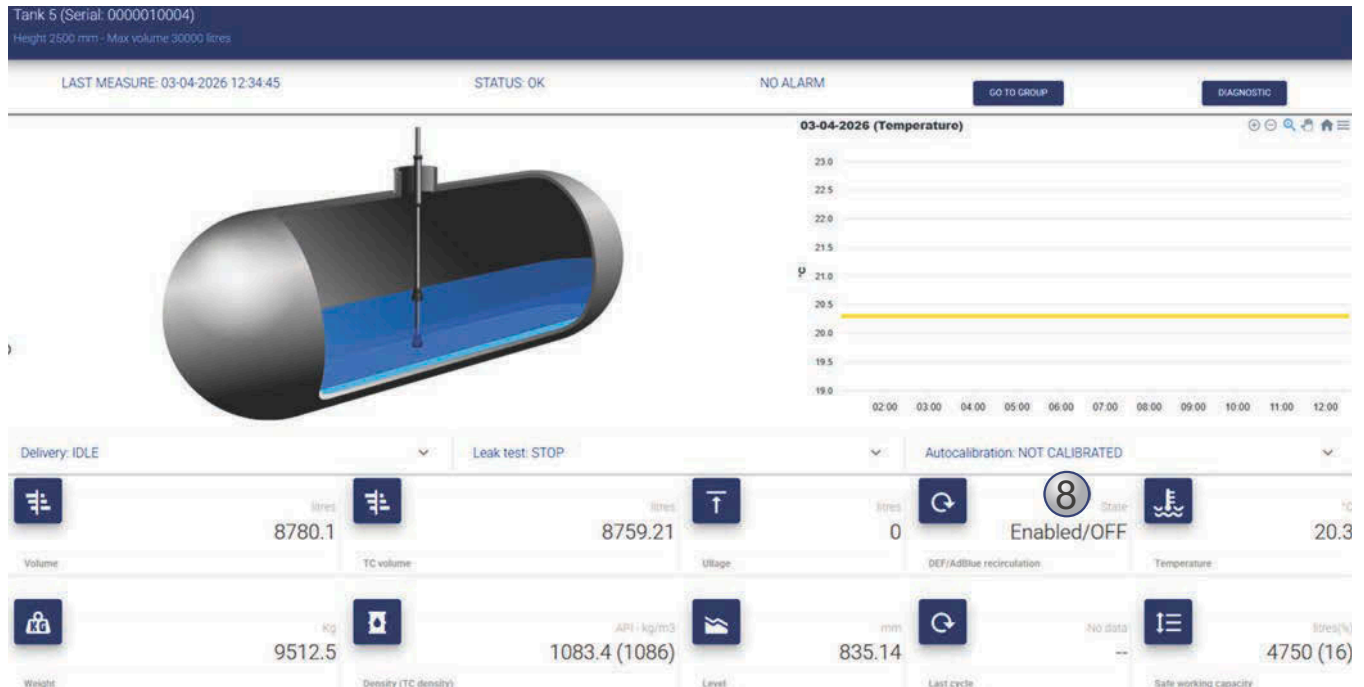 Tank 5 (Serial: 0000010004)
Height 2500 mm - Max volume 30000 litres
LAST MEASURE: 03-04-2026 12:34:45
STATUS: OK
NO ALARM
GO TO GROUP
DIAGNOSTIC
03-04-2026 (Temperature)
23.0
22.5
22.0
21.5
21.0
20.5
20.0
19.5
19.0
02:00 03:00 04:00 05:00 06:00 07:00 08:00 09:00 10:00 11:00 12:00
Delivery: IDLE
Leak test: STOP
Autocalibration: NOT CALIBRATED
litres
8780.1
Volume
litres
8759.21
TC volume
litres
0
Ullage
8
State
Enabled/OFF
DEF/AdBlue recirculation
°C
20.3
Temperature
KG
Kg
9512.5
Weight
API - kg/m3
1083.4 (1086)
Density (TC density)
mm
835.14
Level
No data
--
Last cycle
litres(%)
4750 (16)
Safe working capacity